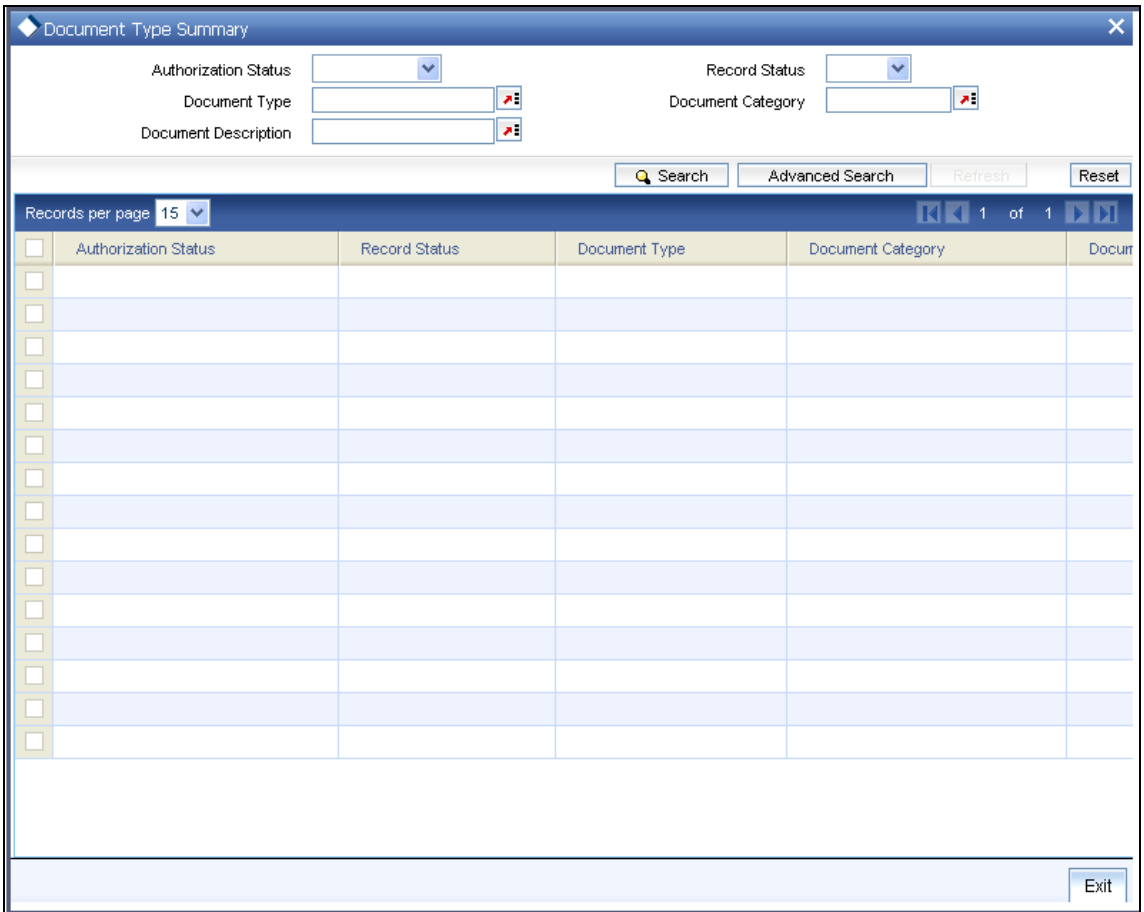 Document Type Summary
Authorization Status
Record Status
Document Type
Document Category
Document Description
Search
Advanced Search
Refresh
Reset
Records per page 15
1 of 1
Authorization Status
Record Status
Document Type
Document Category
Docum
Exit